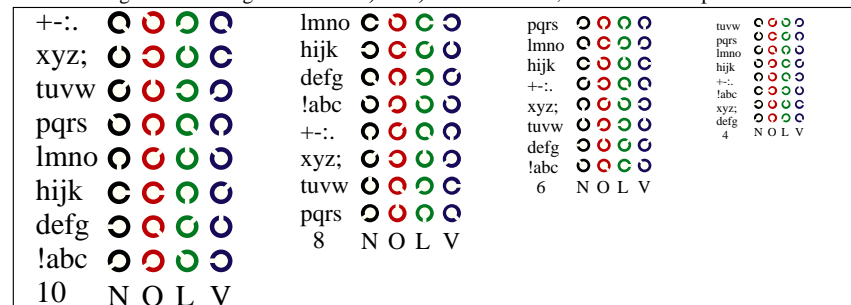 +-:.
xyz;
tuvw
pqrs
lmno
hijk
defg
!abc
10 N O L V
lmno
hijk
defg
!abc
+-:.
xyz;
tuvw
pqrs
8 N O L V
pqrs
lmno
hijk
+-:.
xyz;
tuvw
defg
!abc
6 N O L V
tuvw
pqrs
lmno
hijk
+-:.
!abc
xyz;
defg
4 N O L V